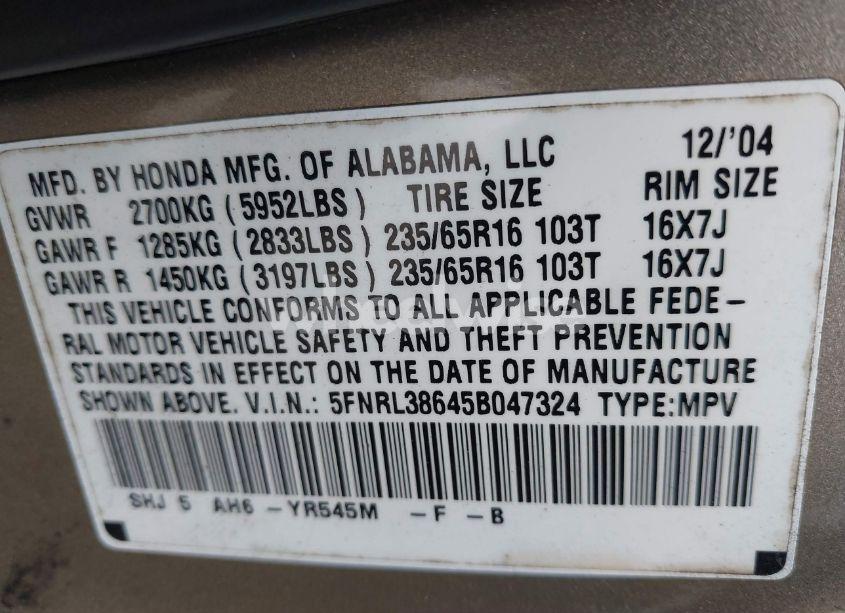 MFD. BY HONDA MFG. OF ALABAMA, LLC 12/'04
GVWR 2700KG (5952LBS) TIRE SIZE RIM SIZE
GAWR F 1285KG (2833LBS) 235/65R16 103T 16X7J
GAWR R 1450KG (3197LBS) 235/65R16 103T 16X7J
THIS VEHICLE CONFORMS TO ALL APPLICABLE FEDE-
RAL MOTOR VEHICLE SAFETY AND THEFT PREVENTION
STANDARDS IN EFFECT ON THE DATE OF MANUFACTURE
SHOWN ABOVE. V.I.N.: 5FNRL38645B047324 TYPE:MPV
SHJ 5 AH6 -YR545M -F -B